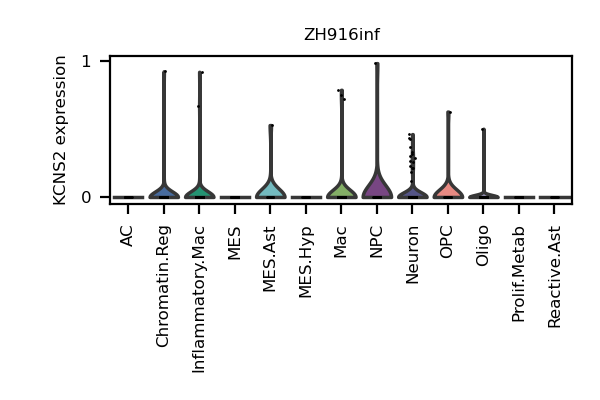 ZH916inf
KCNS2 expression
1
0
AC
Chromatin.Reg
Inflammatory.Mac
MES
MES.Ast
MES.Hyp
Mac
NPC
Neuron
OPC
Oligo
Prolif.Metab
Reactive.Ast